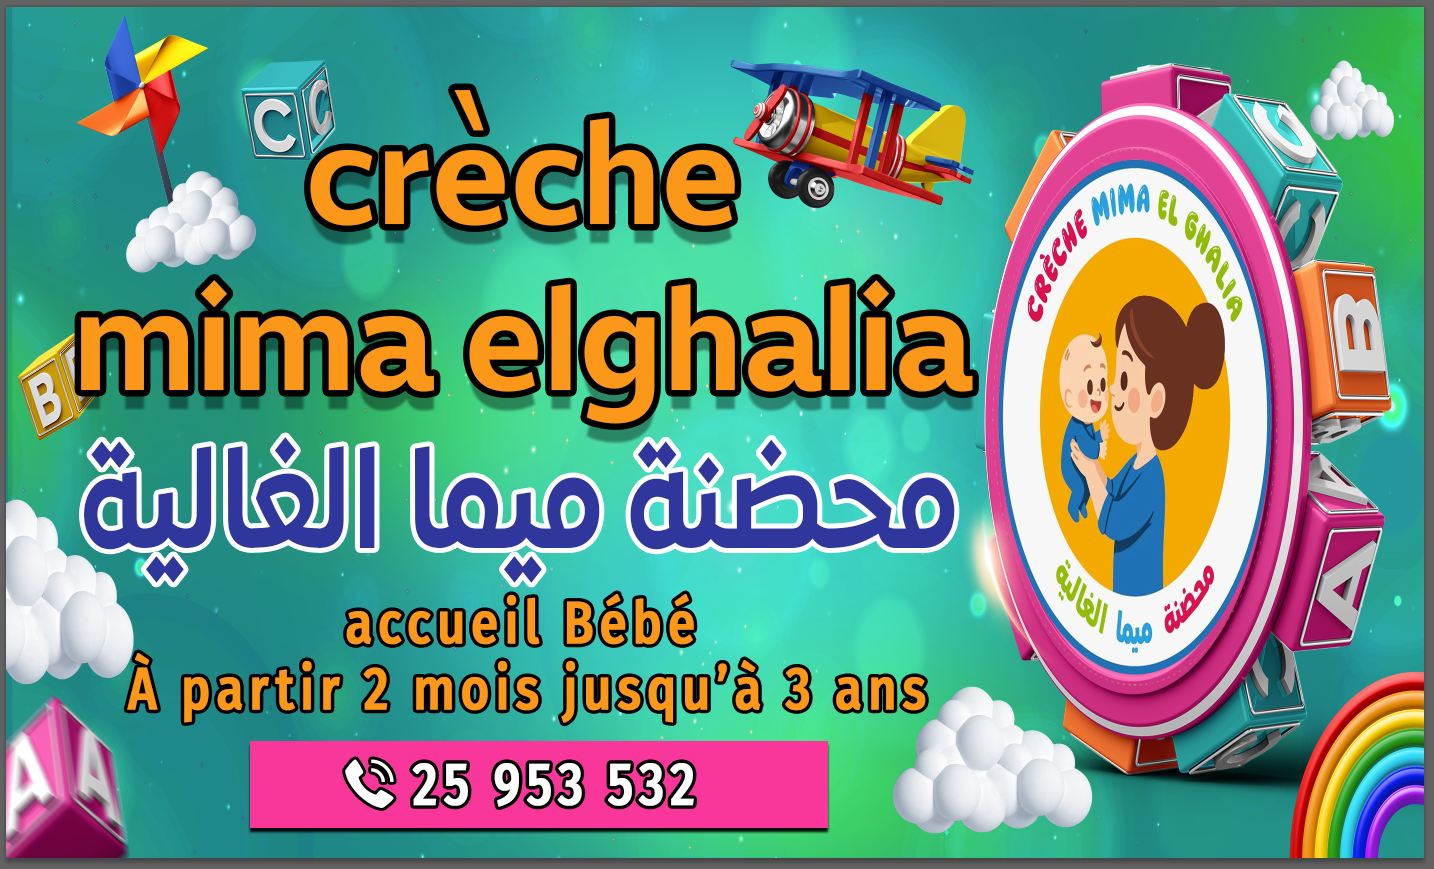 crèche
mima elghalia
محضنة ميما الغالية
accueil Bébé
À partir 2 mois jusqu’à 3 ans
25 953 532
CRÈCHE MIMA EL GHALIA
محضنة ميما الغالية
C C
B B
A A
C C
B
A A
C
C